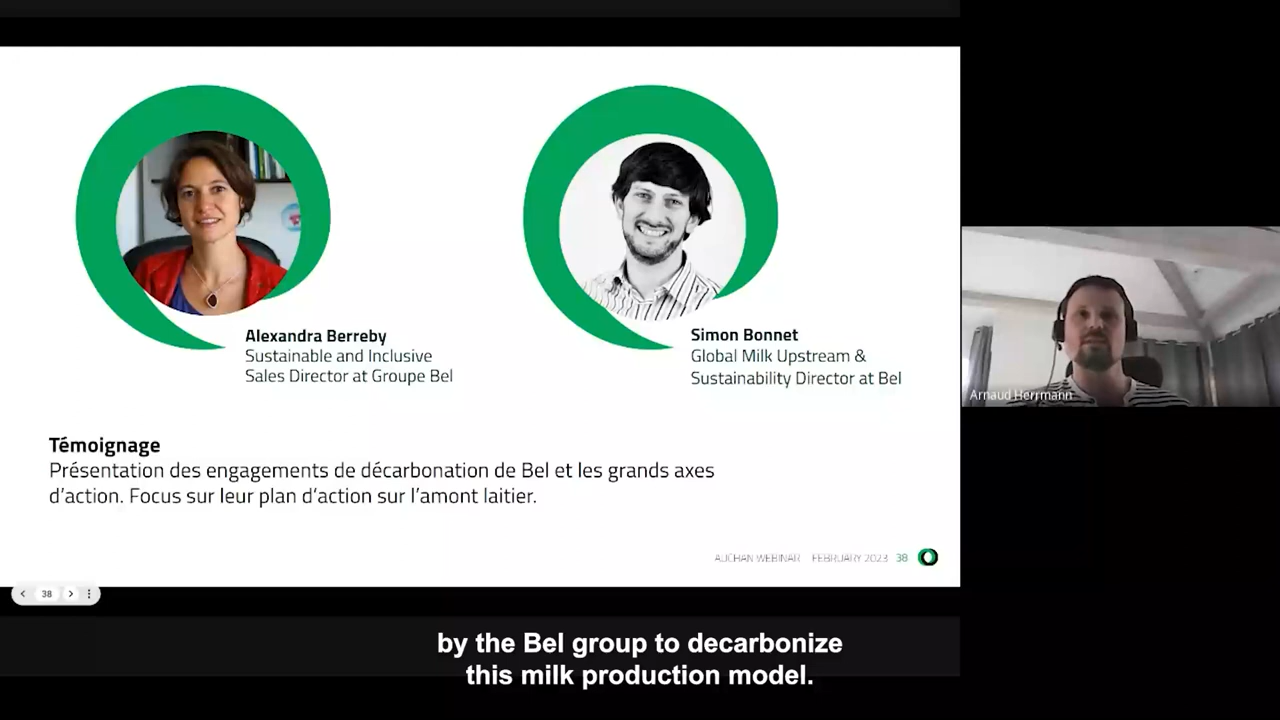 Alexandra Berreby
Sustainable and Inclusive
Sales Director at Groupe Bel
Simon Bonnet
Global Milk Upstream &
Sustainability Director at Bel
Arnaud Herrmann
Témoignage
Présentation des engagements de décarbonation de Bel et les grands axes
d'action. Focus sur leur plan d'action sur l'amont laitier.
AUCHAN WEBINAR FEBRUARY 2023 38
38
by the Bel group to decarbonize
this milk production model.